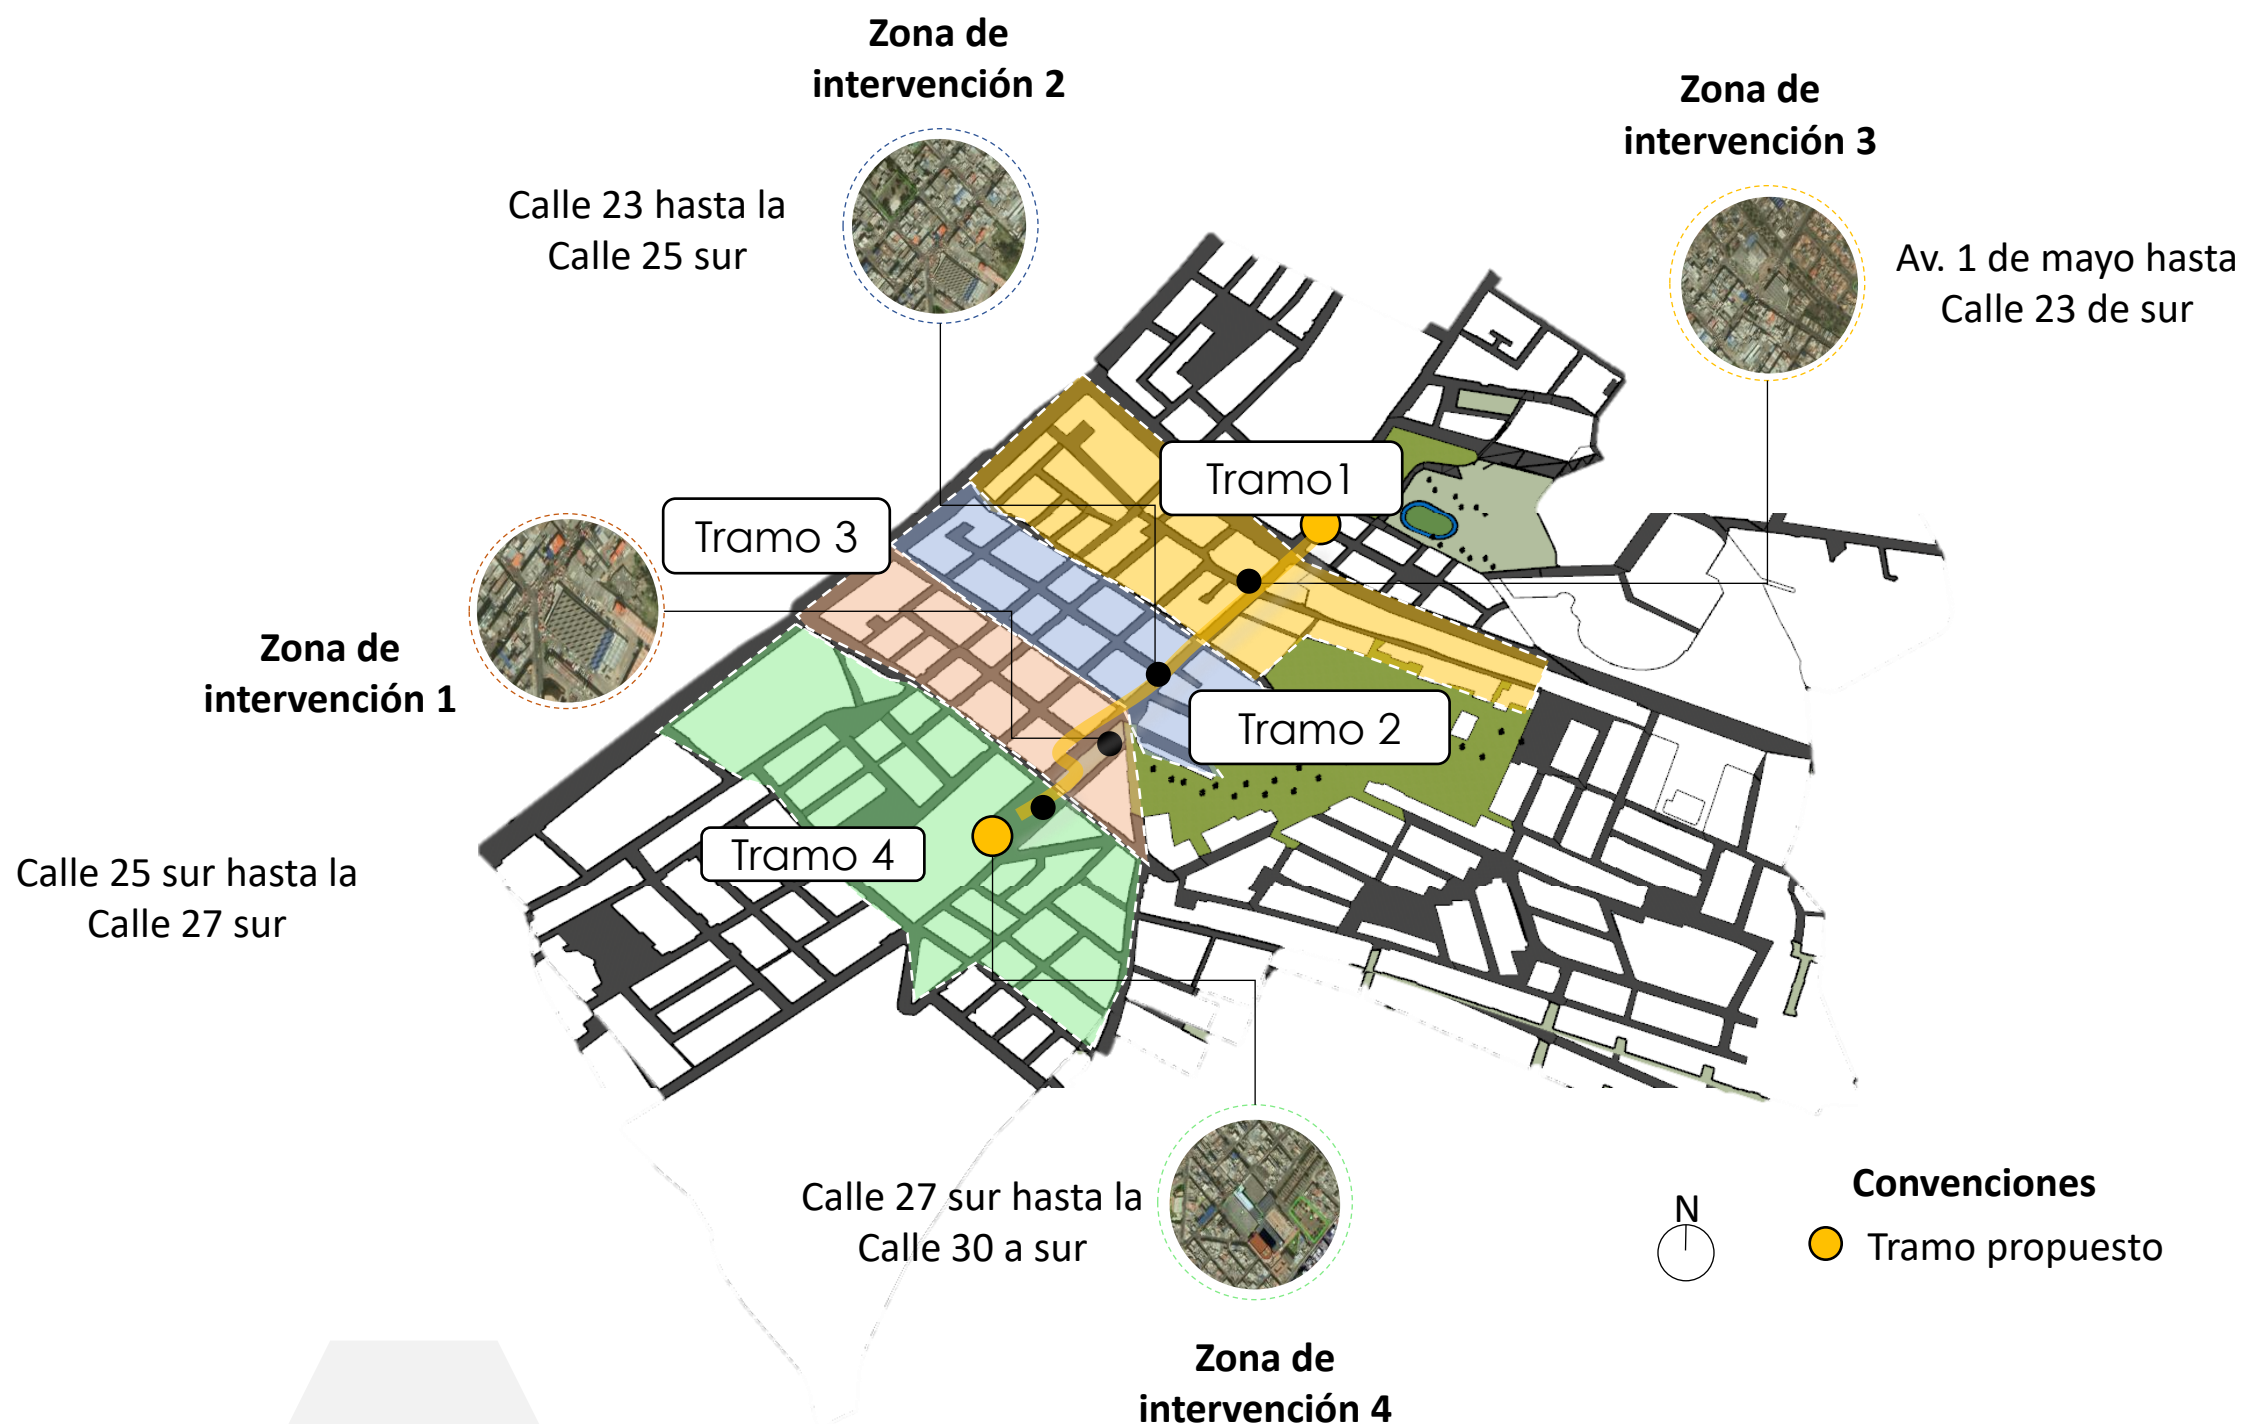 Zona de
intervención 2
Calle 23 hasta la
Calle 25 sur
Zona de
intervención 3
Av. 1 de mayo hasta
Calle 23 de sur
Tramo1
Tramo 3
Zona de
intervención 1
Tramo 2
Calle 25 sur hasta la
Calle 27 sur
Tramo 4
Calle 27 sur hasta la
Calle 30 a sur
Zona de
intervención 4
N
Convenciones
Tramo propuesto